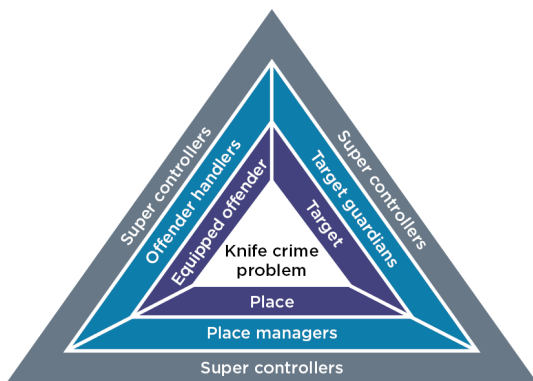 Super controllers
Offender handlers
Equipped offender
Super controllers
Target guardians
Target
Knife crime
problem
Place
Place managers
Super controllers